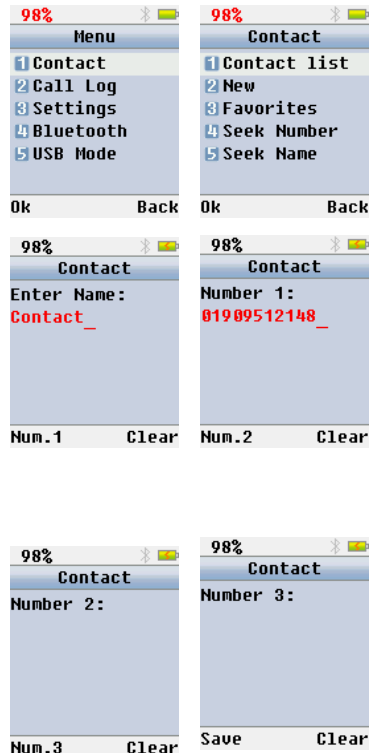 98%
Menu
1 Contact
2 Call Log
3 Settings
4 Bluetooth
5 USB Mode
Ok Back
98%
Contact
1 Contact list
2 New
3 Favorites
4 Seek Number
5 Seek Name
Ok Back
98%
Contact
Enter Name:
Contact_
Num.1 Clear
98%
Contact
Number 1:
01909512148_
Num.2 Clear
98%
Contact
Number 2:
Num.3 Clear
98%
Contact
Number 3:
Save Clear